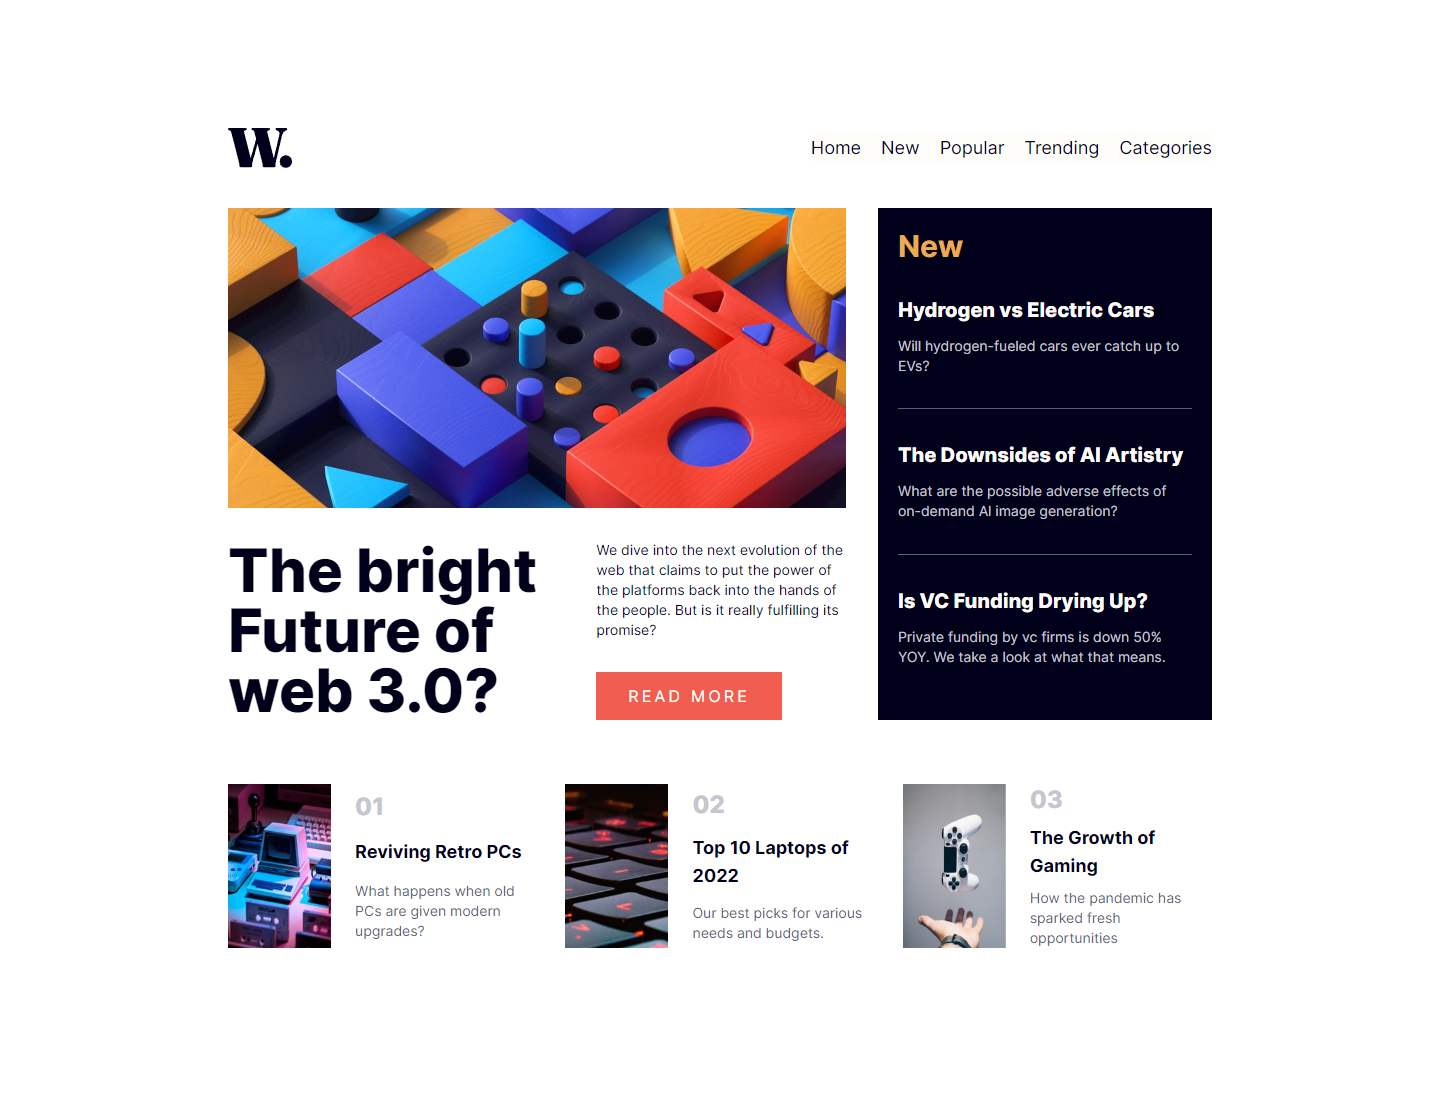 W.
Home New Popular Trending Categories
The bright
Future of
web 3.0?
We dive into the next evolution of the
web that claims to put the power of
the platforms back into the hands of
the people. But is it really fulfilling its
promise?
READ MORE
New
Hydrogen vs Electric Cars
Will hydrogen-fueled cars ever catch up to
EVs?
The Downsides of AI Artistry
What are the possible adverse effects of
on-demand AI image generation?
Is VC Funding Drying Up?
Private funding by vc firms is down 50%
YOY. We take a look at what that means.
01
Reviving Retro PCs
What happens when old
PCs are given modern
upgrades?
02
Top 10 Laptops of
2022
Our best picks for various
needs and budgets.
03
The Growth of
Gaming
How the pandemic has
sparked fresh
opportunities